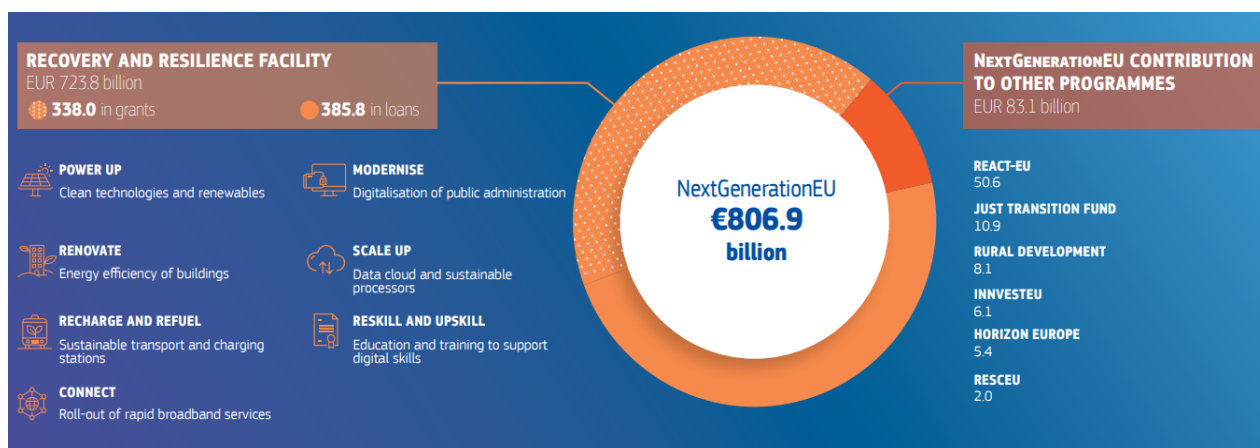 RECOVERY AND RESILIENCE FACILITY
EUR 723.8 billion
338.0 in grants
385.8 in loans
POWER UP
Clean technologies and renewables
MODERNISE
Digitalisation of public administration
RENOVATE
Energy efficiency of buildings
SCALE UP
Data cloud and sustainable
processors
RECHARGE AND REFUEL
Sustainable transport and charging
stations
RESKILL AND UPSKILL
Education and training to support
digital skills
CONNECT
Roll-out of rapid broadband services
NextGenerationEU
€806.9
billion
NEXTGENERATIONEU CONTRIBUTION
TO OTHER PROGRAMMES
EUR 83.1 billion
REACT-EU
50.6
JUST TRANSITION FUND
10.9
RURAL DEVELOPMENT
8.1
INNVESTEU
6.1
HORIZON EUROPE
5.4
RESCEU
2.0